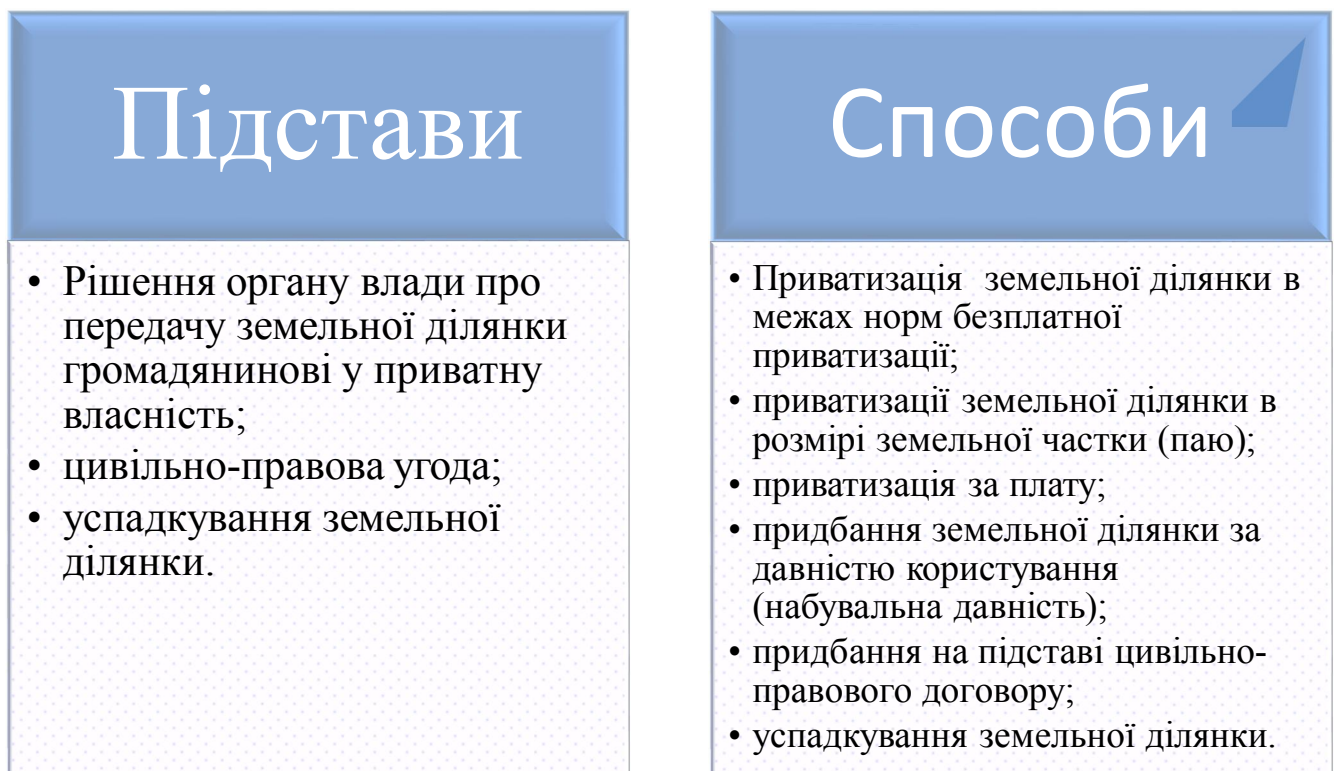 Підстави
• Рішення органу влади про
передачу земельної ділянки
громадянинові у приватну
власність;
• цивільно-правова угода;
• успадкування земельної
ділянки.
Способи
• Приватизація земельної ділянки в
межах норм безплатної
приватизації;
• приватизації земельної ділянки в
розмірі земельної частки (паю);
• приватизація за плату;
• придбання земельної ділянки за
давністю користування
(набувальна давність);
• придбання на підставі цивільно-
правового договору;
• успадкування земельної ділянки.